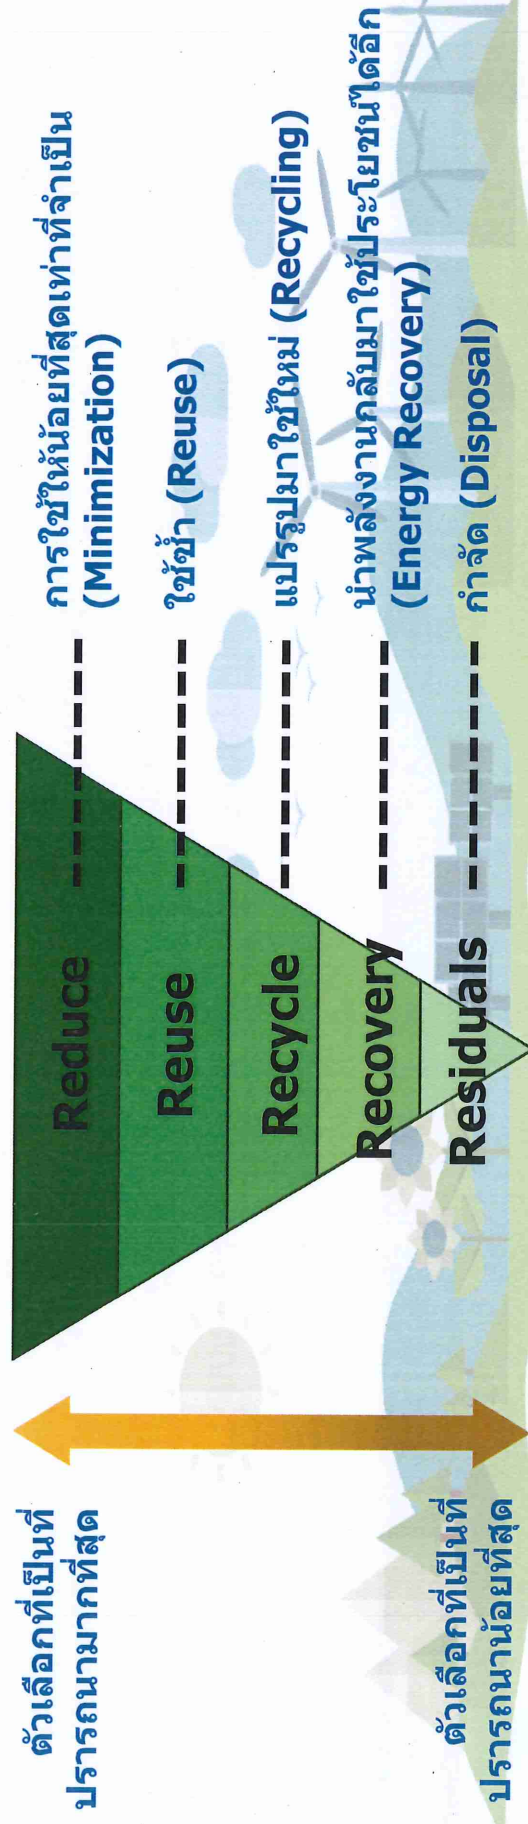 ตัวเลือกที่เป็นที่
ปรารถนามากที่สุด
ตัวเลือกที่เป็นที่
ปรารถนาน้อยที่สุด
Reduce
Reuse
Recycle
Recovery
Residuals
การใช้ให้น้อยที่สุดเท่าที่จำเป็น
(Minimization)
ใช้ซ้ำ (Reuse)
แปรรูปมาใช้ใหม่ (Recycling)
นำพลังงานกลับมาใช้ประโยชน์ได้อีก
(Energy Recovery)
กำจัด (Disposal)